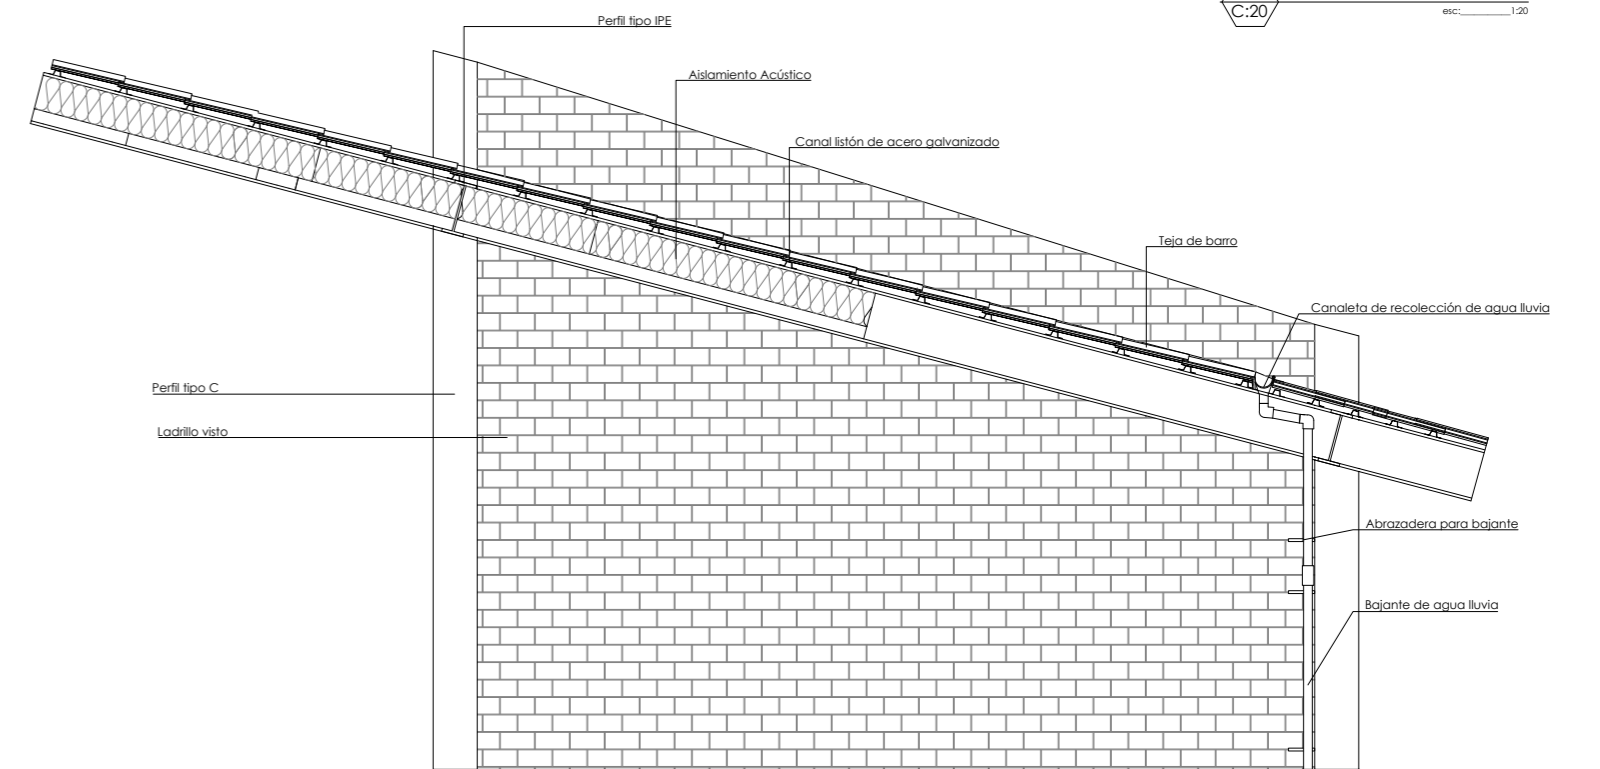 C:20
esc:__________1:20
Perfil tipo IPE
Aislamiento Acústico
Canal listón de acero galvanizado
Teja de barro
Canaleta de recolección de agua lluvia
Perfil tipo C
Ladrillo visto
Abrazadera para bajante
Bajante de agua lluvia